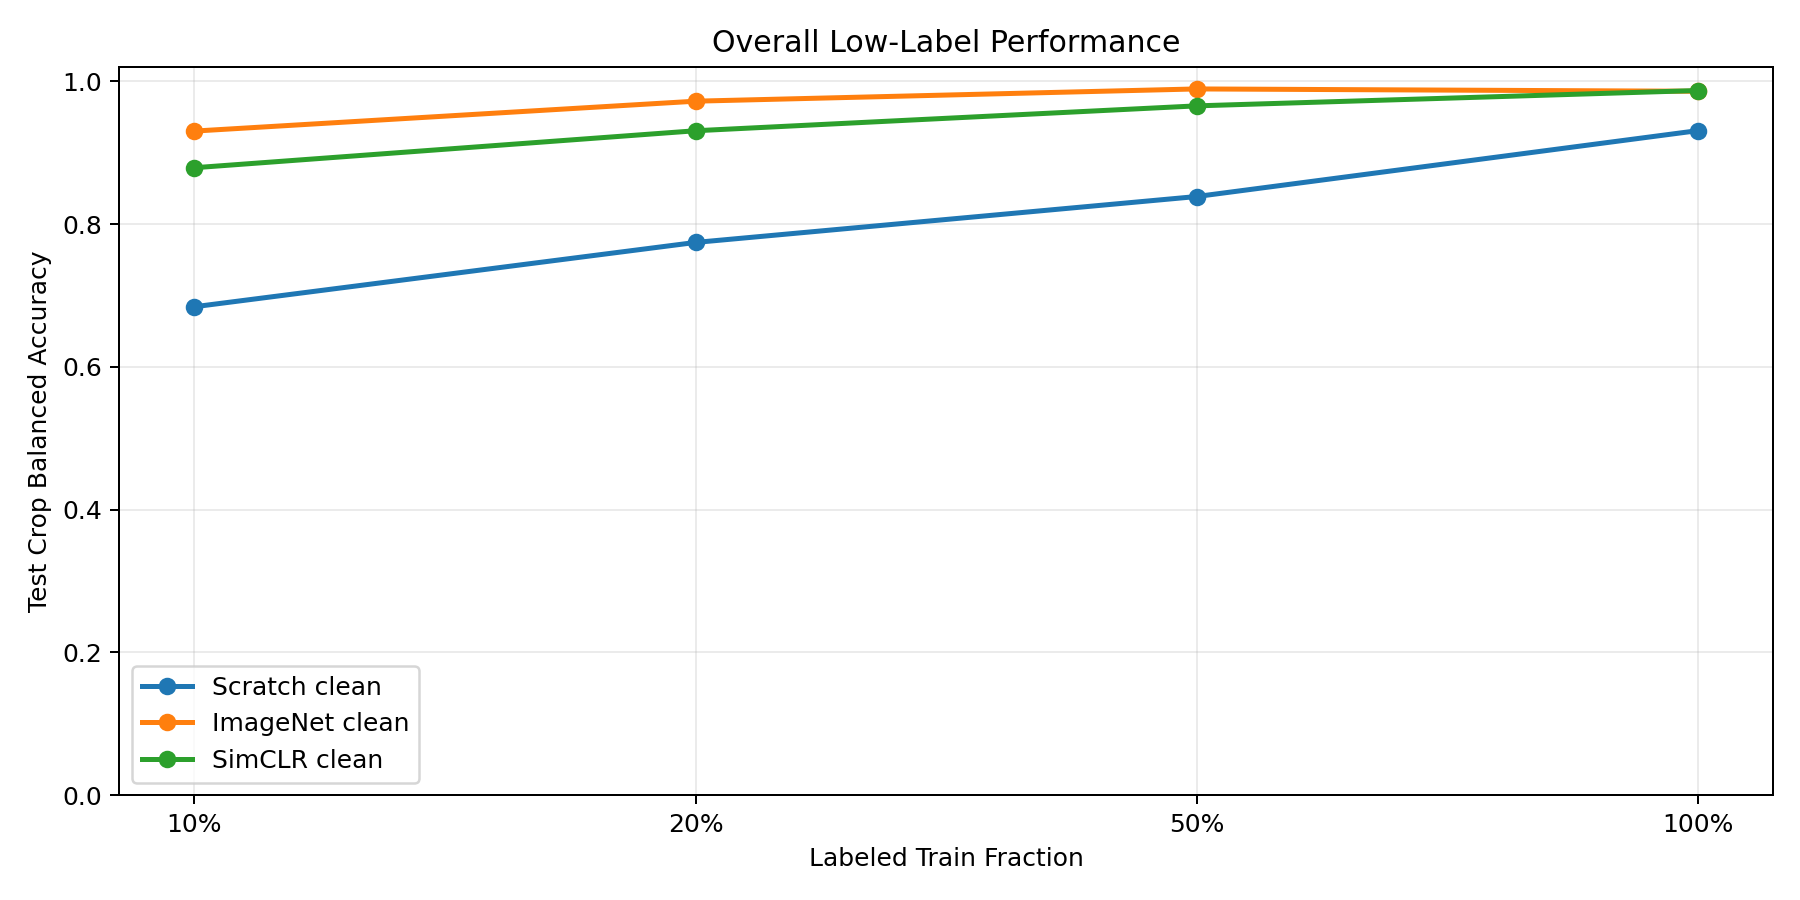 Overall Low-Label Performance
Test Crop Balanced Accuracy
1.0
0.8
0.6
0.4
0.2
0.0
Scratch clean
ImageNet clean
SimCLR clean
10% 20% 50% 100%
Labeled Train Fraction